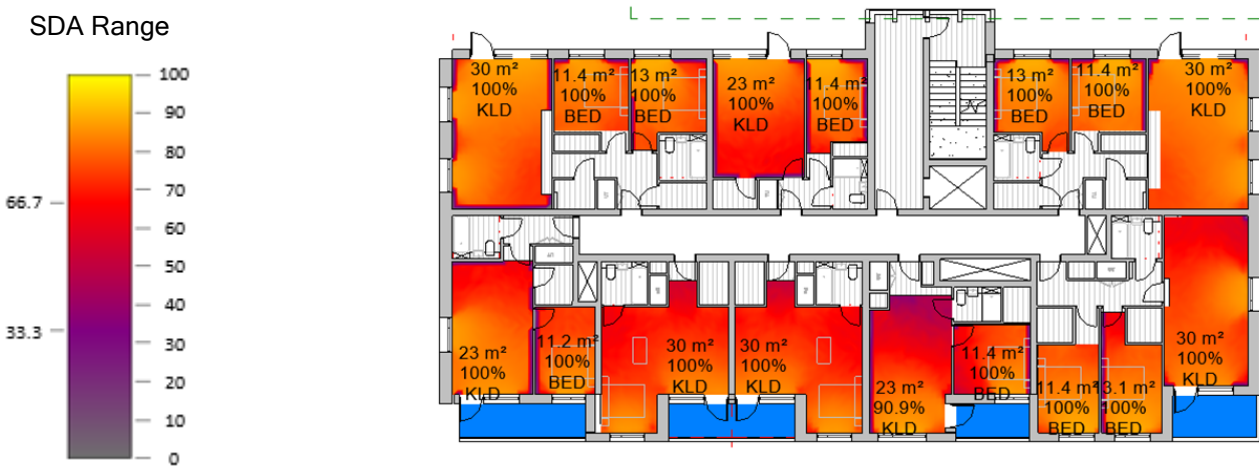 SDA Range
100
90
80
70
66.7
60
50
40
33.3
30
20
10
0
30 m²
100%
KLD
11.4 m²
100%
BED
13 m²
100%
BED
23 m²
100%
KLD
11.4 m²
100%
BED
13 m²
100%
BED
11.4 m²
100%
BED
30 m²
100%
KLD
23 m²
100%
KLD
11.2 m²
100%
BED
30 m²
100%
KLD
30 m²
100%
KLD
23 m²
90.9%
KLD
11.4 m²
100%
BED
11.4 m²
100%
BED
13.1 m²
100%
BED
30 m²
100%
KLD